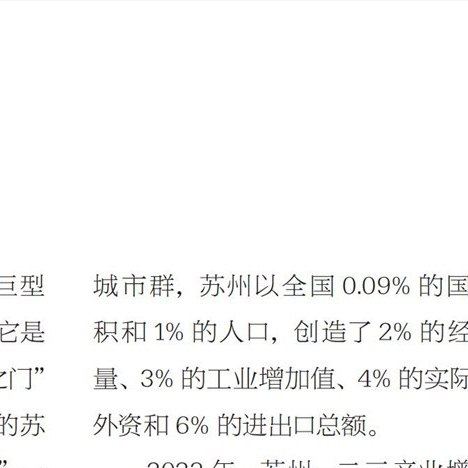 巨型
它是
之门”
的苏
城市群，苏州以全国 0.09% 的国
积和 1% 的人口，创造了 2% 的经
量、3% 的工业增加值、4% 的实际
外资和 6% 的进出口总额。